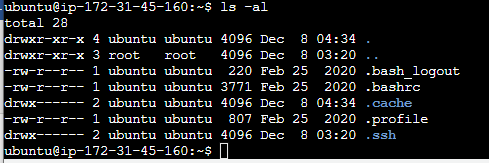 ubuntu@ip-172-31-45-160:~$ ls -al
total 28
drwxr-xr-x 4 ubuntu ubuntu 4096 Dec  8 04:34 .
drwxr-xr-x 3 root   root   4096 Dec  8 03:20 ..
-rw-r--r-- 1 ubuntu ubuntu  220 Feb 25  2020 .bash_logout
-rw-r--r-- 1 ubuntu ubuntu 3771 Feb 25  2020 .bashrc
drwx------ 2 ubuntu ubuntu 4096 Dec  8 04:34 .cache
-rw-r--r-- 1 ubuntu ubuntu  807 Feb 25  2020 .profile
drwx------ 2 ubuntu ubuntu 4096 Dec  8 03:20 .ssh
ubuntu@ip-172-31-45-160:~$